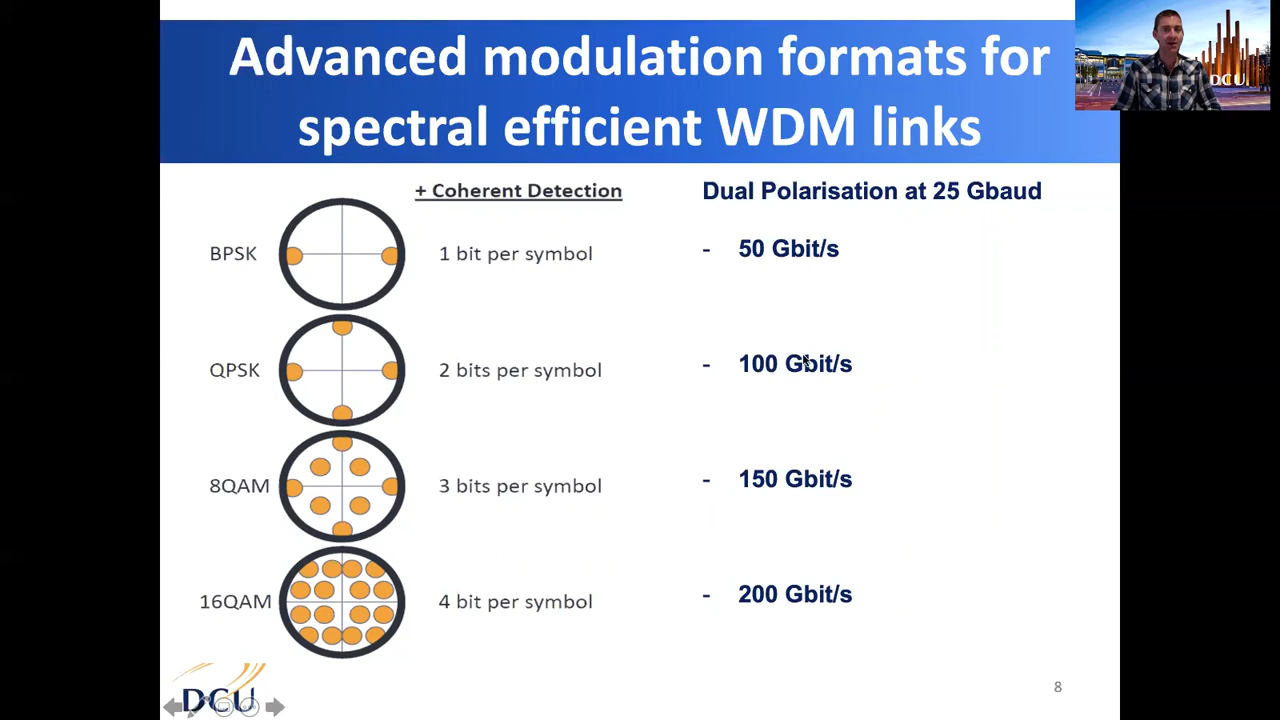 Advanced modulation formats for
spectral efficient WDM links
+ Coherent Detection
Dual Polarisation at 25 Gbaud
BPSK
1 bit per symbol
- 50 Gbit/s
QPSK
2 bits per symbol
- 100 Gbit/s
8QAM
3 bits per symbol
- 150 Gbit/s
16QAM
4 bit per symbol
- 200 Gbit/s
DCU
8
DCU